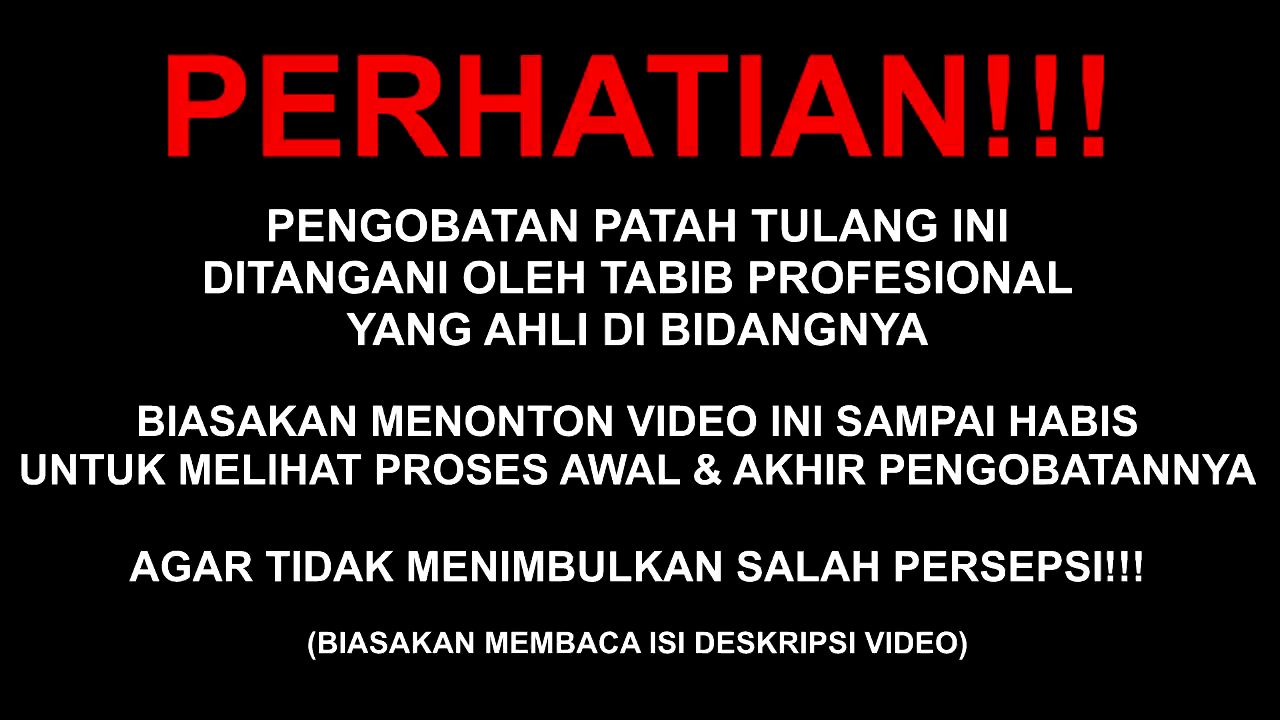 PERHATIAN!!!
PENGOBATAN PATAH TULANG INI
DITANGANI OLEH TABIB PROFESIONAL
YANG AHLI DI BIDANGNYA
BIASAKAN MENONTON VIDEO INI SAMPAI HABIS
UNTUK MELIHAT PROSES AWAL & AKHIR PENGOBATANNYA
AGAR TIDAK MENIMBULKAN SALAH PERSEPSI!!!
(BIASAKAN MEMBACA ISI DESKRIPSI VIDEO)